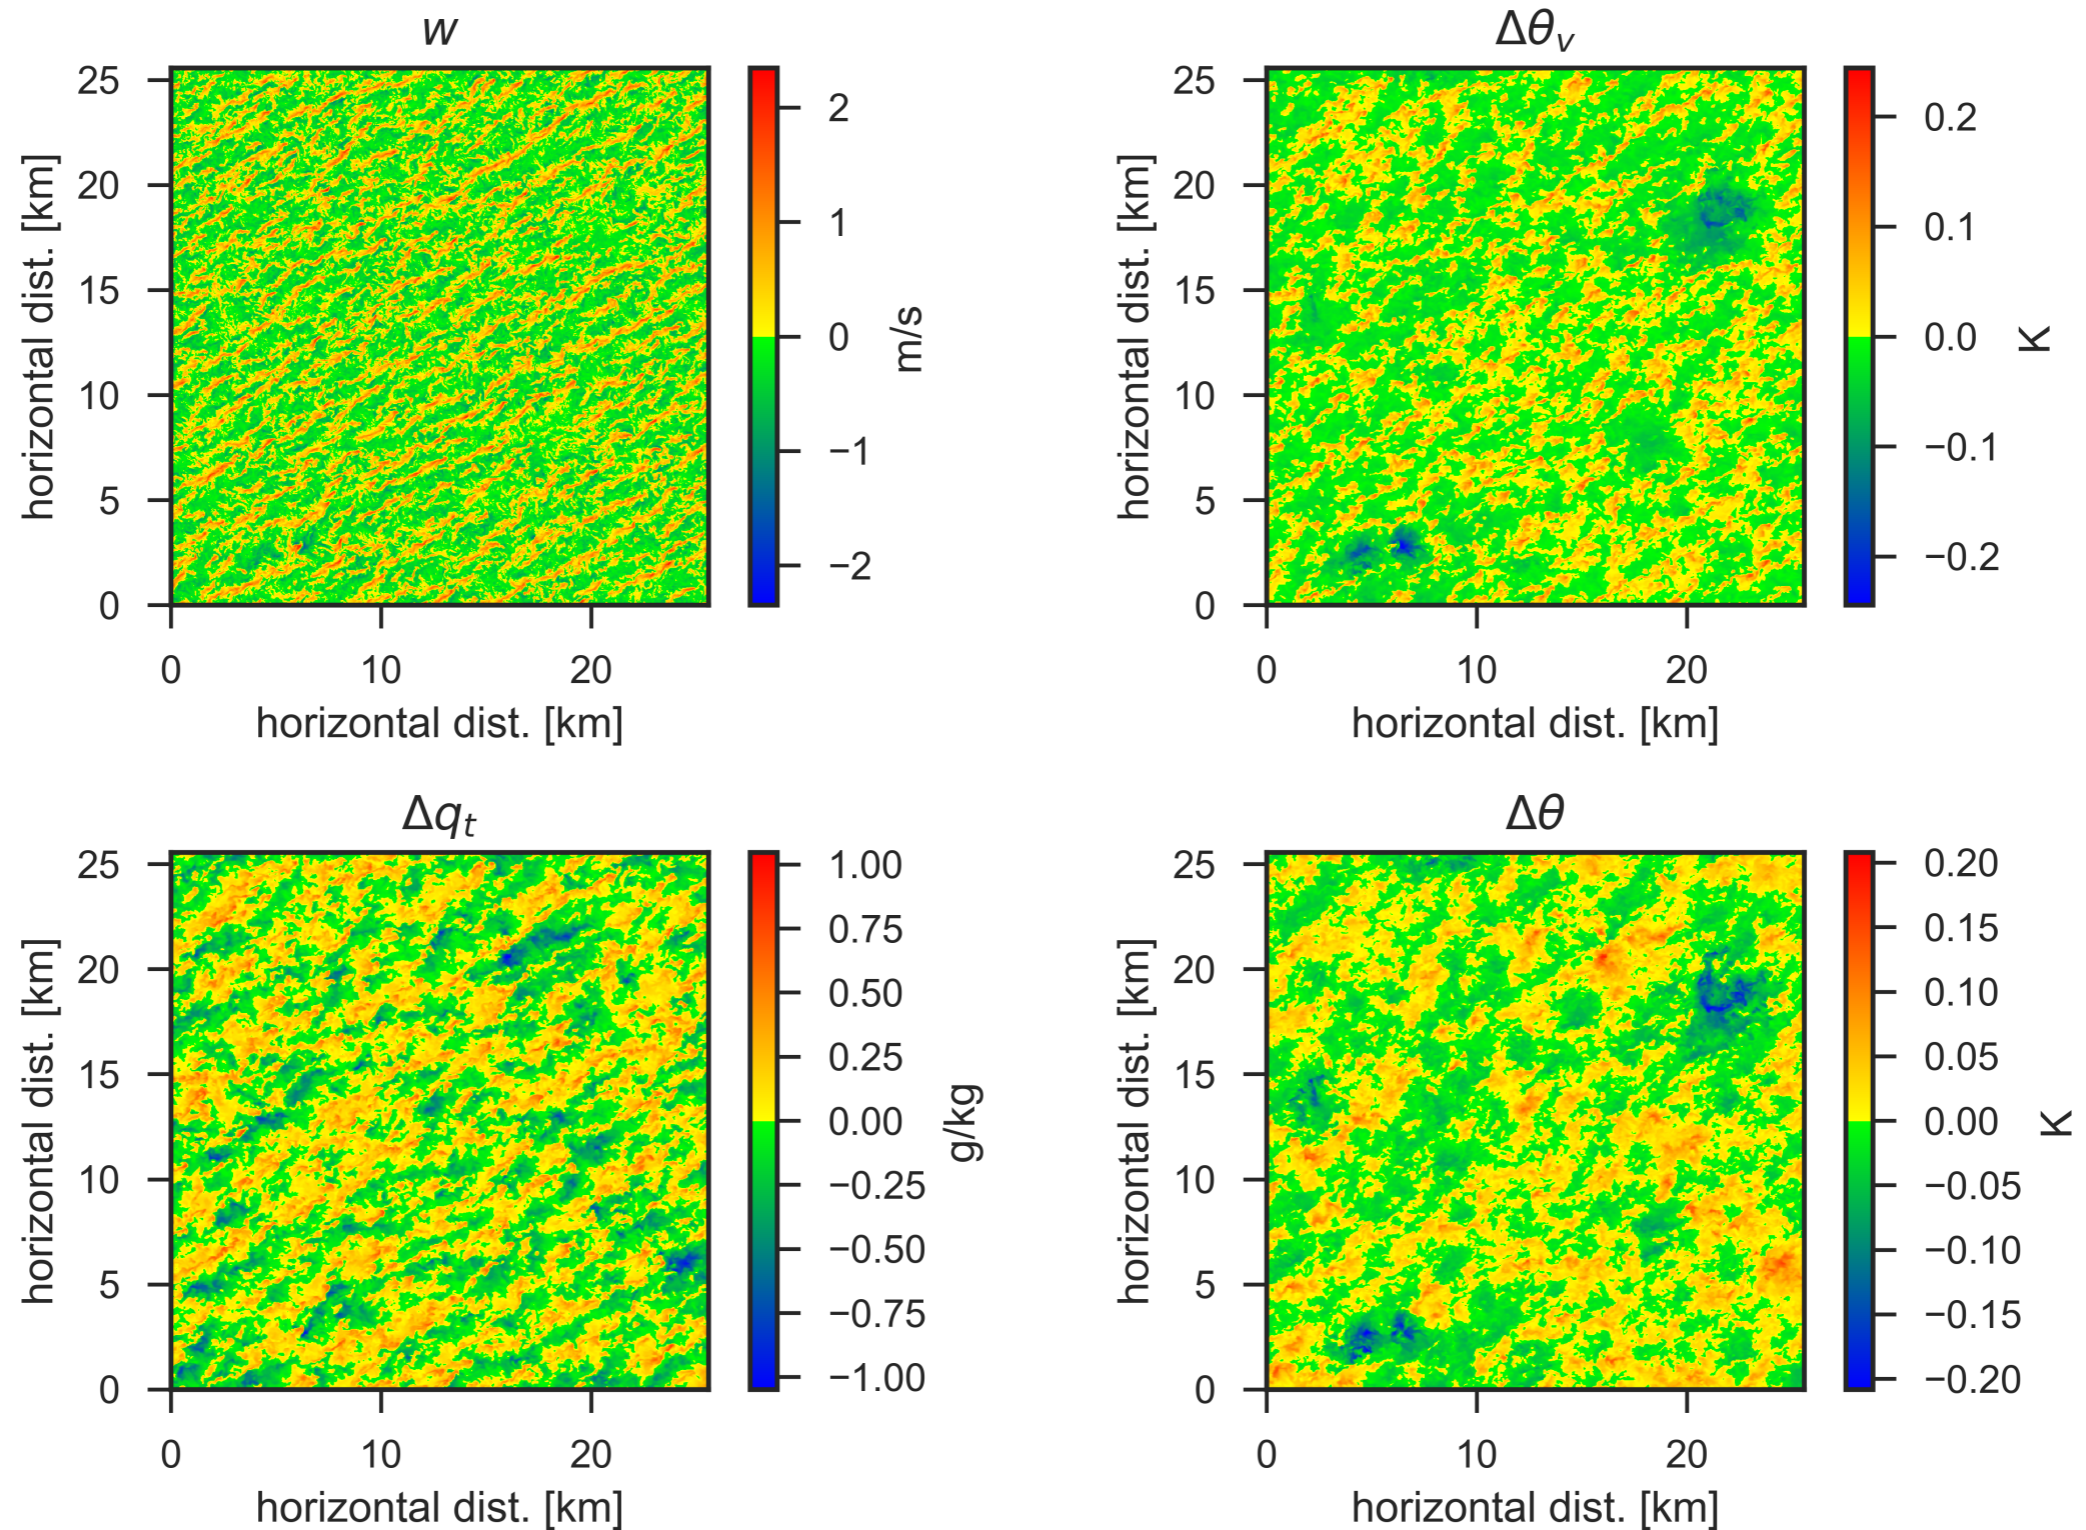 w
25
20
15
10
5
0
0 10 20
horizontal dist. [km]
horizontal dist. [km]
2
1
0
−1
−2
m/s
Δθv
25
20
15
10
5
0
0 10 20
horizontal dist. [km]
horizontal dist. [km]
0.2
0.1
0.0
−0.1
−0.2
K
Δqt
25
20
15
10
5
0
0 10 20
horizontal dist. [km]
horizontal dist. [km]
1.00
0.75
0.50
0.25
0.00
−0.25
−0.50
−0.75
−1.00
g/kg
Δθ
25
20
15
10
5
0
0 10 20
horizontal dist. [km]
horizontal dist. [km]
0.20
0.15
0.10
0.05
0.00
−0.05
−0.10
−0.15
−0.20
K